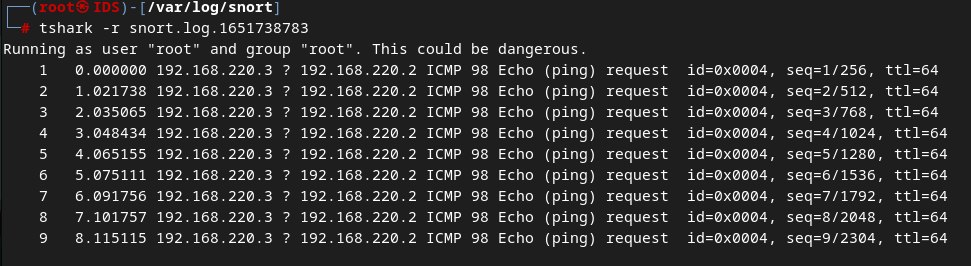 ┌──(root㉿IDS)-[/var/log/snort]
└─# tshark -r snort.log.1651738783
Running as user "root" and group "root". This could be dangerous.
1 0.000000 192.168.220.3 ? 192.168.220.2 ICMP 98 Echo (ping) request id=0x0004, seq=1/256, ttl=64
2 1.021738 192.168.220.3 ? 192.168.220.2 ICMP 98 Echo (ping) request id=0x0004, seq=2/512, ttl=64
3 2.035065 192.168.220.3 ? 192.168.220.2 ICMP 98 Echo (ping) request id=0x0004, seq=3/768, ttl=64
4 3.048434 192.168.220.3 ? 192.168.220.2 ICMP 98 Echo (ping) request id=0x0004, seq=4/1024, ttl=64
5 4.065155 192.168.220.3 ? 192.168.220.2 ICMP 98 Echo (ping) request id=0x0004, seq=5/1280, ttl=64
6 5.075111 192.168.220.3 ? 192.168.220.2 ICMP 98 Echo (ping) request id=0x0004, seq=6/1536, ttl=64
7 6.091756 192.168.220.3 ? 192.168.220.2 ICMP 98 Echo (ping) request id=0x0004, seq=7/1792, ttl=64
8 7.101757 192.168.220.3 ? 192.168.220.2 ICMP 98 Echo (ping) request id=0x0004, seq=8/2048, ttl=64
9 8.115115 192.168.220.3 ? 192.168.220.2 ICMP 98 Echo (ping) request id=0x0004, seq=9/2304, ttl=64